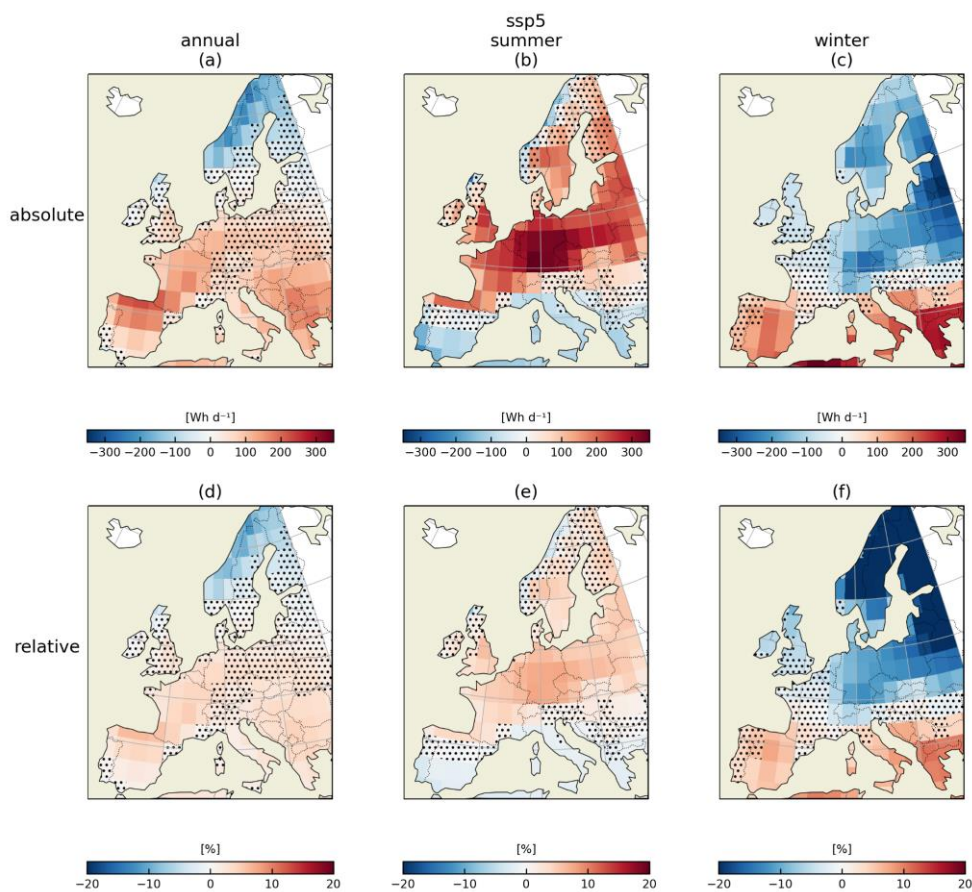 ssp5
annual summer winter
(a) (b) (c)
absolute
[Wh d⁻¹] [Wh d⁻¹] [Wh d⁻¹]
−300 −200 −100 0 100 200 300 −300 −200 −100 0 100 200 300 −300 −200 −100 0 100 200 300
(d) (e) (f)
relative
[%] [%] [%]
−20 −10 0 10 20 −20 −10 0 10 20 −20 −10 0 10 20